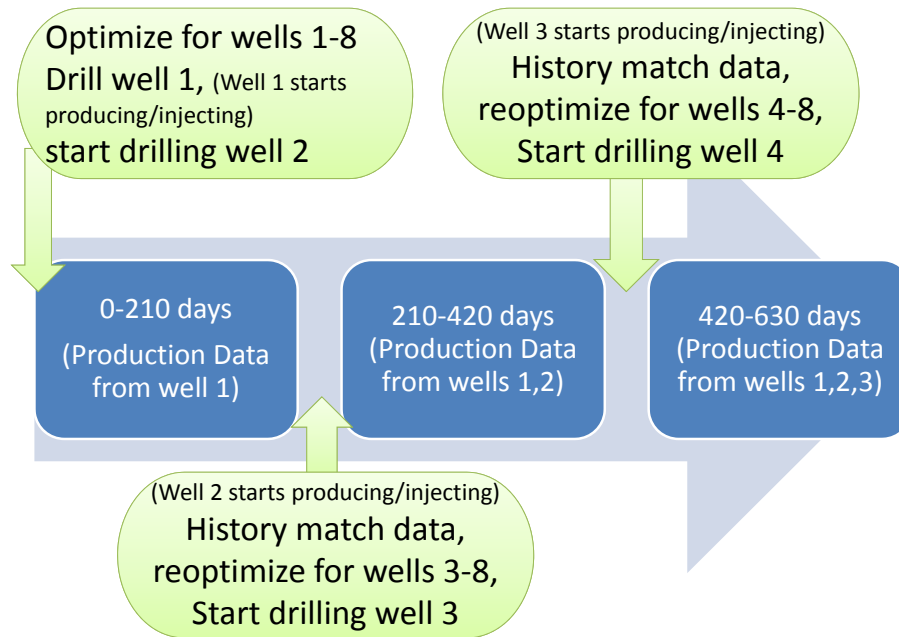 Optimize for wells 1-8
Drill well 1, (Well 1 starts
producing/injecting)
start drilling well 2
(Well 3 starts producing/injecting)
History match data,
reoptimize for wells 4-8,
Start drilling well 4
0-210 days
(Production Data
from well 1)
210-420 days
(Production Data
from wells 1,2)
420-630 days
(Production Data
from wells 1,2,3)
(Well 2 starts producing/injecting)
History match data,
reoptimize for wells 3-8,
Start drilling well 3